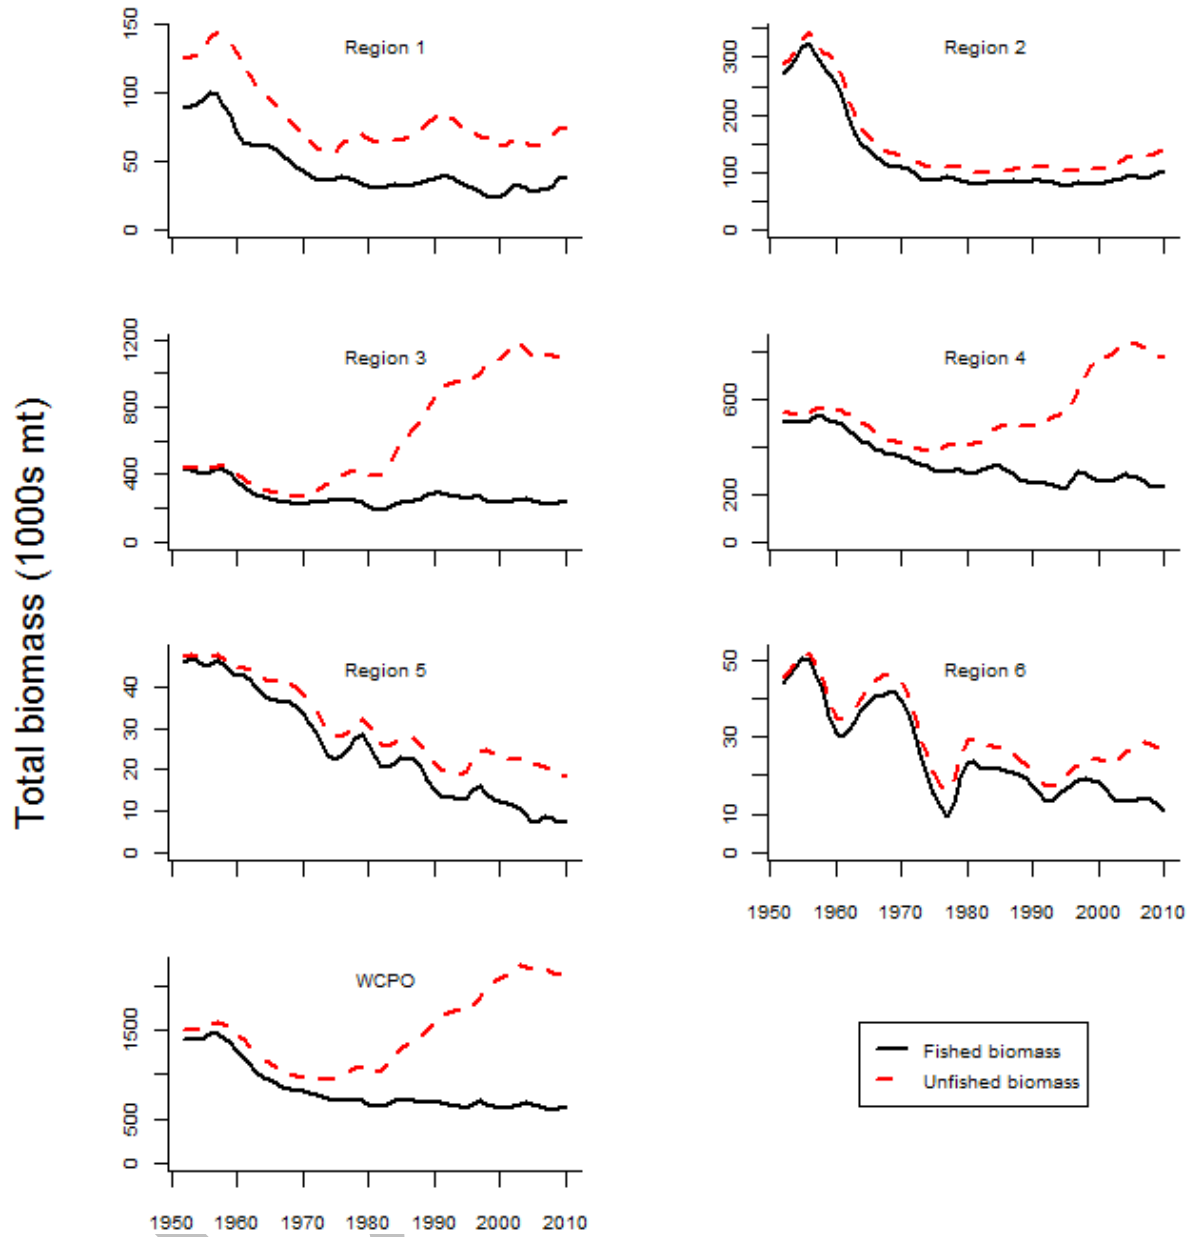 Total biomass (1000s mt)
Region 1
150
100
50
0
Region 2
300
200
100
0
Region 3
1200
800
400
0
Region 4
600
200
0
Region 5
40
30
20
10
0
Region 6
50
30
10
0
1950 1960 1970 1980 1990 2000 2010
WCPO
1500
500
0
1950 1960 1970 1980 1990 2000 2010
Fished biomass
Unfished biomass